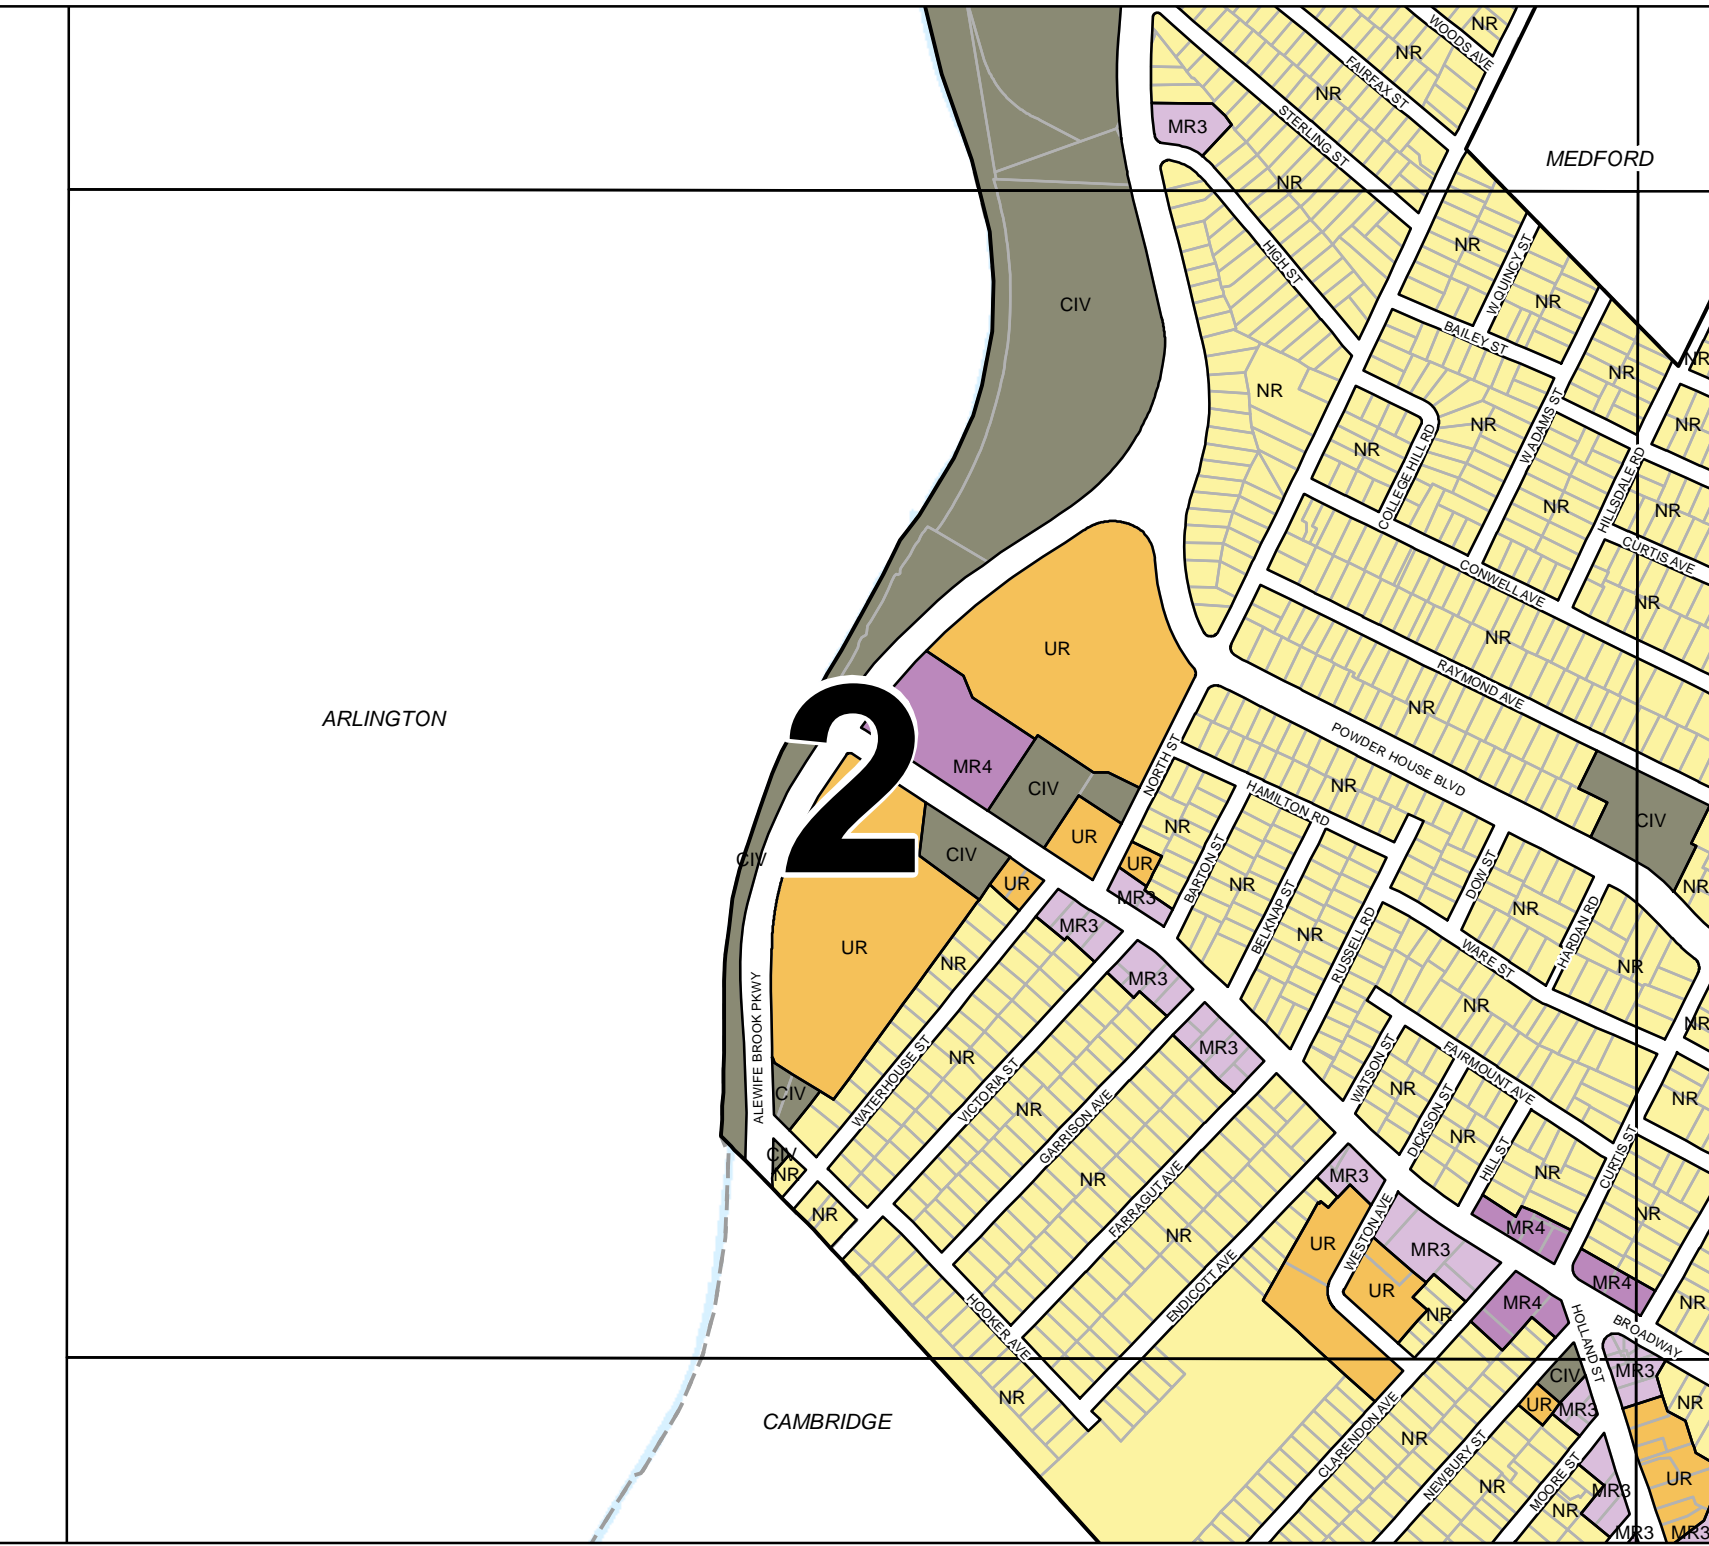 NR
WOODS AVE
NR
FAIRFAX ST
NR
MR3
STERLING ST
MEDFORD
NR
NR
W QUINCY ST
HIGH ST
CIV
NR
BAILEY ST
NR
NR
NR
NR
NR
NR
W ADAMS ST
NR
COLLEGE HILL RD
HILLSDALE RD
NR
NR
CURTIS AVE
CONWELL AVE
NR
NR
UR
RAYMOND AVE
NR
ARLINGTON
2
POWDER HOUSE BLVD
NORTH ST
MR4
CIV
NR
HAMILTON RD
CIV
NR
UR
CIV
CIV
UR
BARTON ST
DOW ST
UR
NR
NR
MR3
BELKNAP ST
NR
HARDAN RD
MR3
NR
RUSSELL RD
UR
NR
WARE ST
NR
MR3
NR
ALEWIFE BROOK PKWY
NR
MR3
WATERHOUSE ST
NR
VICTORIA ST
WATSON ST
FAIRMOUNT AVE
CIV
NR
NR
NR
GARRISON AVE
DICKSON ST
NR
CIV
NR
HILL ST
CURTIS ST
NR
NR
MR3
FARRAGUT AVE
NR
NR
MR4
NR
UR
WESTON AVE
MR3
ENDICOTT AVE
UR
MR4
MR4
NR
NR
HOOKER AVE
HOLLAND ST
BROADWAY
NR
CIV
MR3
UR
MR3
NR
CAMBRIDGE
CLARENDON AVE
NR
NEWBURY ST
NR
MOORE ST
UR
MR3
NR
MR3
MR3